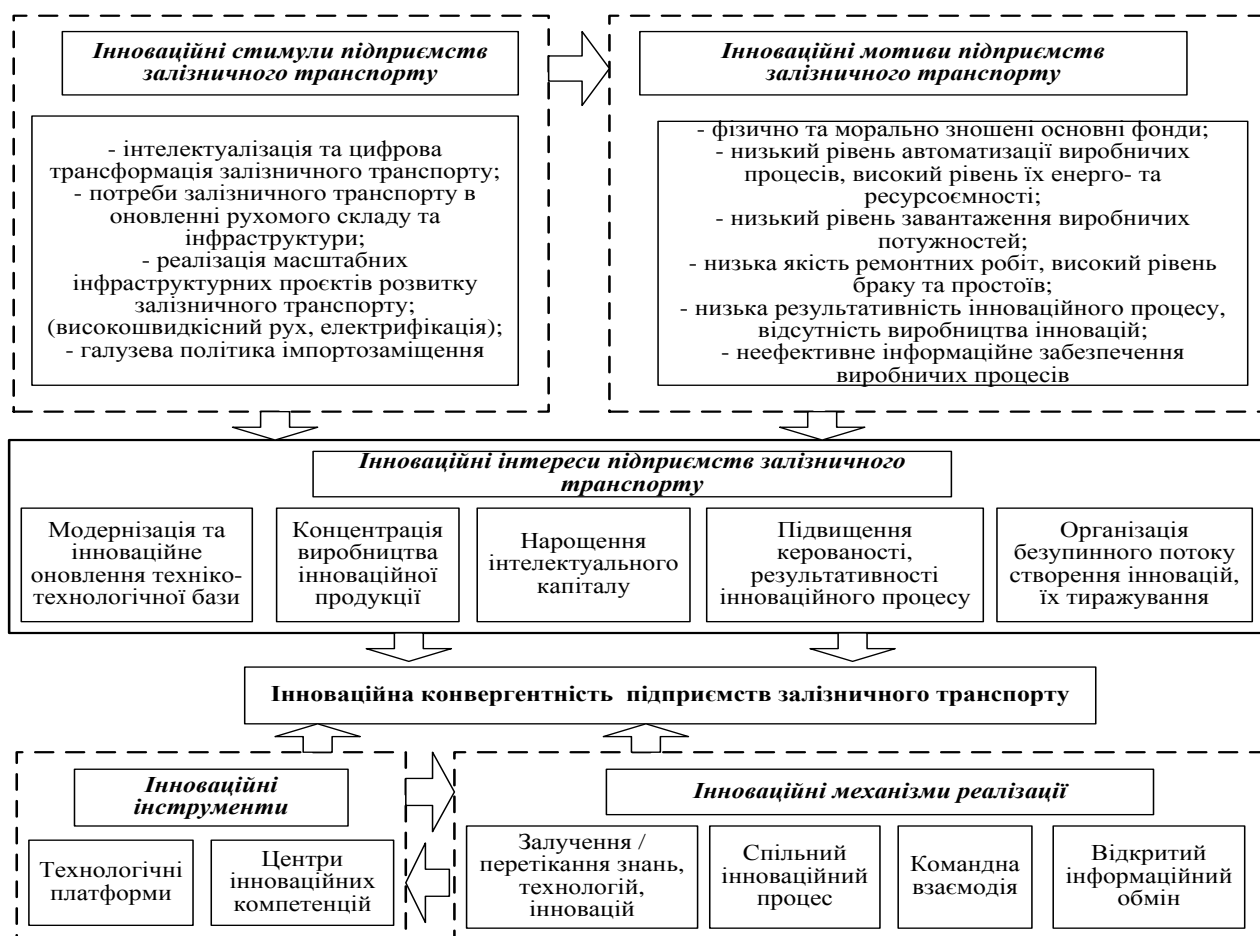 Інноваційні стимули підприємств
залізничного транспорту
Інноваційні мотиви підприємств
залізничного транспорту
- інтелектуалізація та цифрова
трансформація залізничного транспорту;
- потреби залізничного транспорту в
оновленні рухомого складу та
інфраструктури;
- реалізація масштабних
інфраструктурних проєктів розвитку
залізничного транспорту;
(високошвидкісний рух, електрифікація);
- галузева політика імпортозаміщення
- фізично та морально зношені основні фонди;
- низький рівень автоматизації виробничих
процесів, високий рівень їх енерго- та
ресурсоємності;
- низький рівень завантаження виробничих
потужностей;
- низька якість ремонтних робіт, високий рівень
браку та простоїв;
- низька результативність інноваційного процесу,
відсутність виробництва інновацій;
- неефективне інформаційне забезпечення
виробничих процесів
Інноваційні інтереси підприємств залізничного
транспорту
Модернізація та
інноваційне
оновлення техніко-
технологічної бази
Концентрація
виробництва
інноваційної
продукції
Нарощення
інтелектуального
капіталу
Підвищення
керованості,
результативності
інноваційного процесу
Організація
безупинного потоку
створення інновацій,
їх тиражування
Інноваційна конвергентність підприємств залізничного транспорту
Інноваційні
інструменти
Інноваційні механізми реалізації
Технологічні
платформи
Центри
інноваційних
компетенцій
Залучення /
перетікання знань,
технологій,
інновацій
Спільний
інноваційний
процес
Командна
взаємодія
Відкритий
інформаційний
обмін